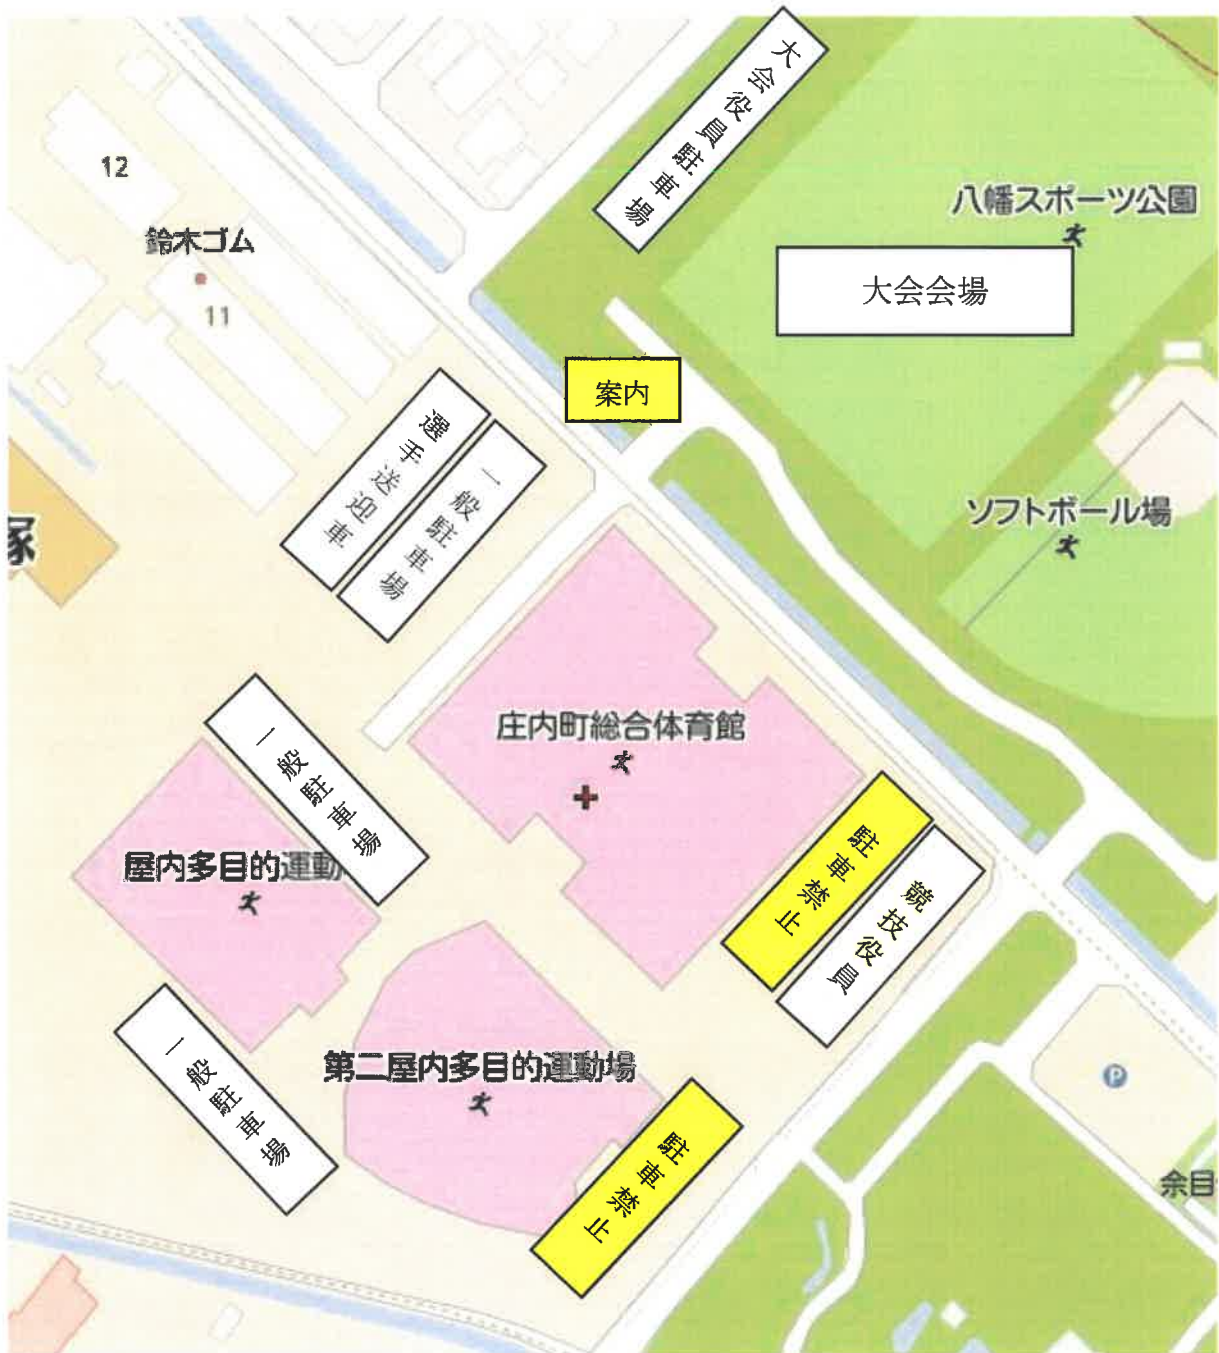 大会役員駐車場
12
八幡スポーツ公園
鈴木ゴム
大会会場
11
案内
選手送迎車
一般駐車場
ソフトボール場
塚
庄内町総合体育館
一般駐車場
屋内多目的運動
駐車禁止
競技役員
一般駐車場
第二屋内多目的運動場
P
駐車禁止
余目